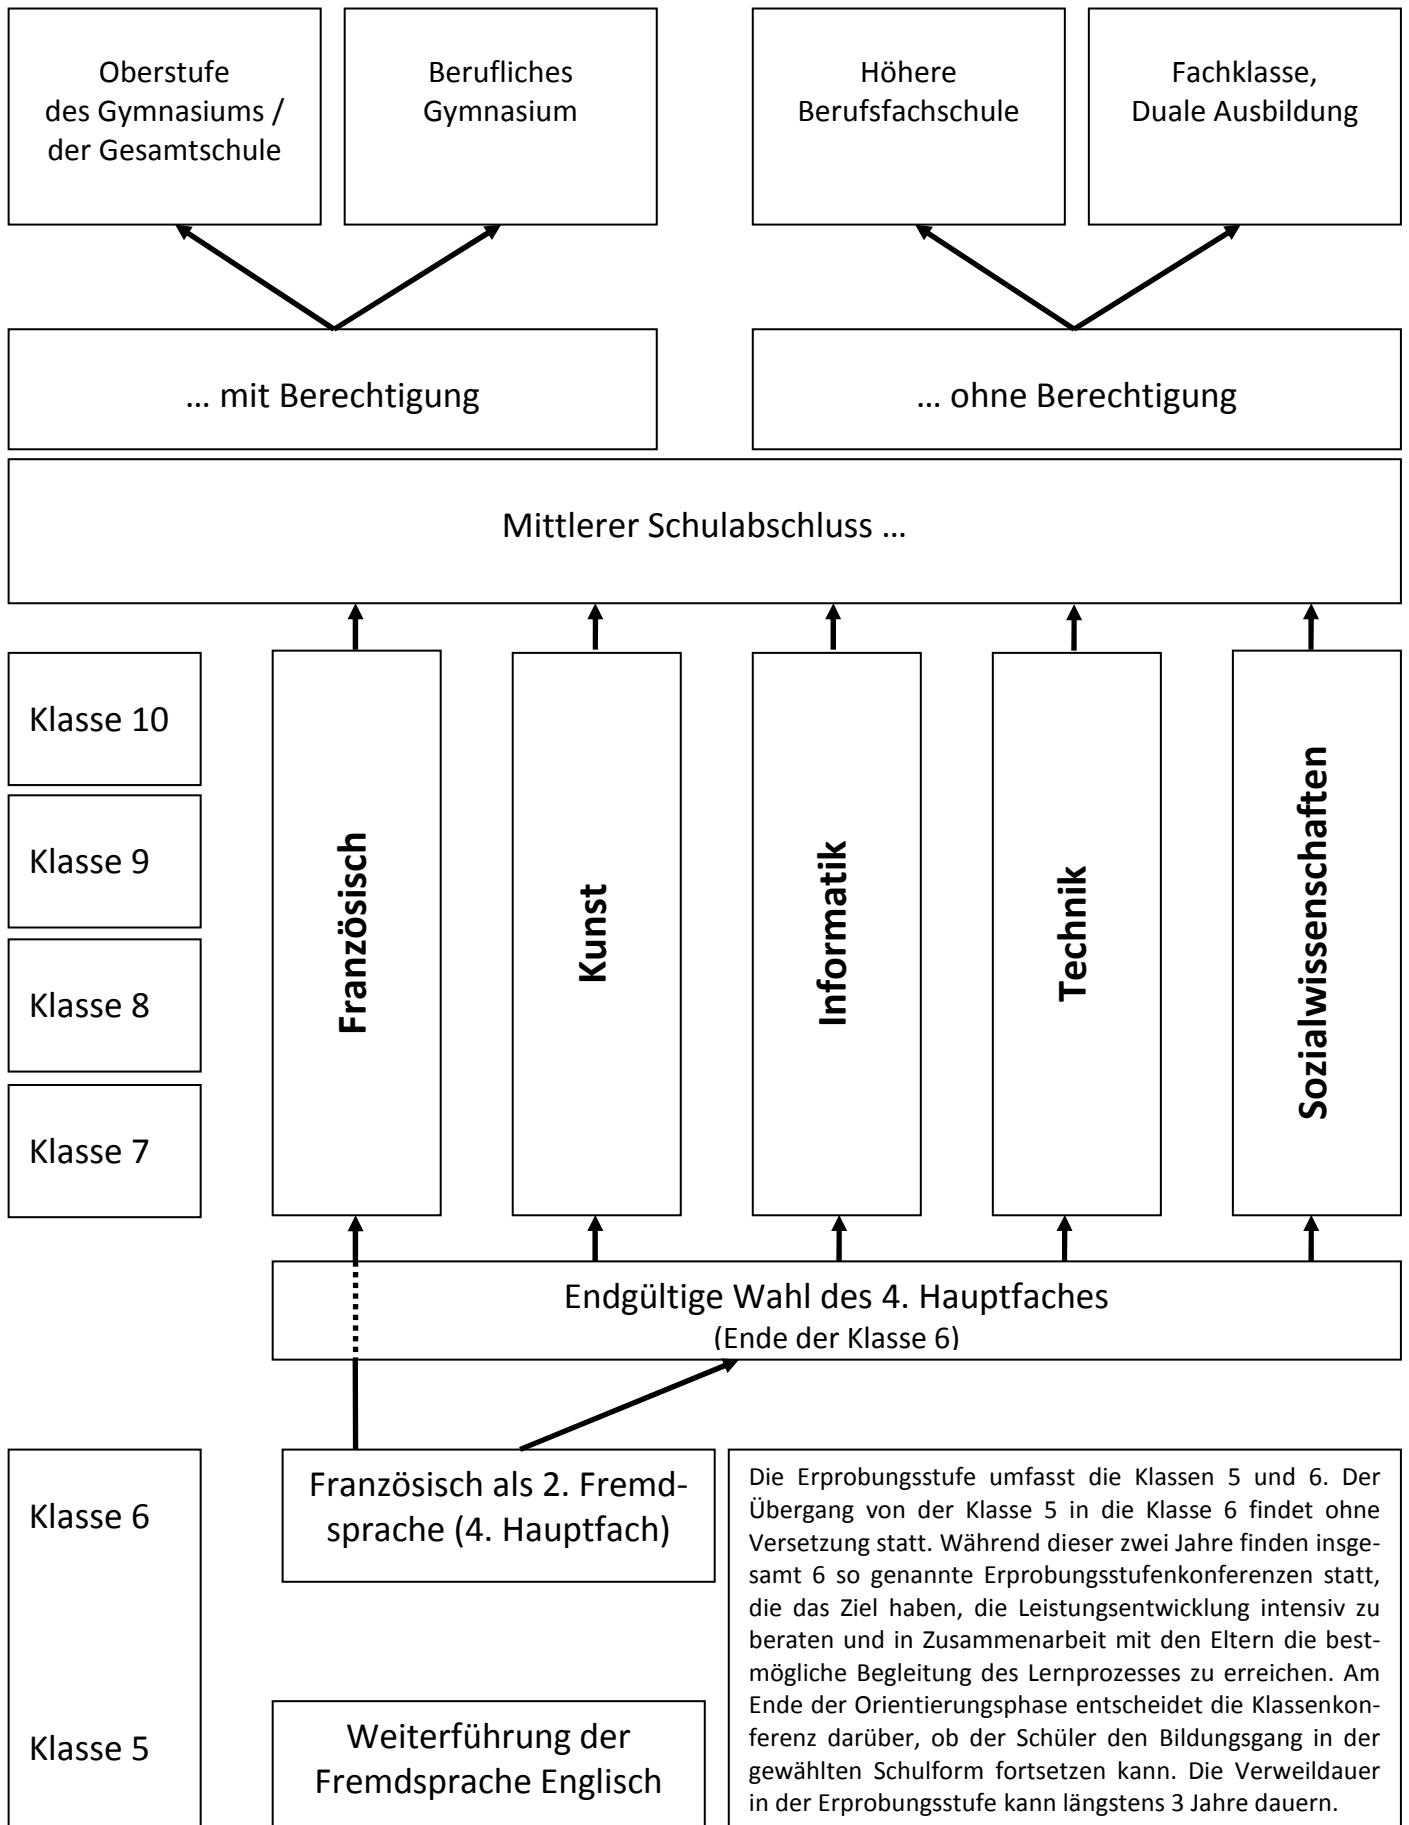 Oberstufe
des Gymnasiums /
der Gesamtschule
Berufliches
Gymnasium
Höhere
Berufsfachschule
Fachklasse,
Duale Ausbildung
... mit Berechtigung
... ohne Berechtigung
Mittlerer Schulabschluss ...
Klasse 10
Klasse 9
Klasse 8
Klasse 7
Französisch
Kunst
Informatik
Technik
Sozialwissenschaften
Endgültige Wahl des 4. Hauptfaches
(Ende der Klasse 6)
Klasse 6
Französisch als 2. Fremd-
sprache (4. Hauptfach)
Klasse 5
Weiterführung der
Fremdsprache Englisch
Die Erprobungsstufe umfasst die Klassen 5 und 6. Der
Übergang von der Klasse 5 in die Klasse 6 findet ohne
Versetzung statt. Während dieser zwei Jahre finden insge-
samt 6 so genannte Erprobungsstufenkonferenzen statt,
die das Ziel haben, die Leistungsentwicklung intensiv zu
beraten und in Zusammenarbeit mit den Eltern die best-
mögliche Begleitung des Lernprozesses zu erreichen. Am
Ende der Orientierungsphase entscheidet die Klassenkon-
ferenz darüber, ob der Schüler den Bildungsgang in der
gewählten Schulform fortsetzen kann. Die Verweildauer
in der Erprobungsstufe kann längstens 3 Jahre dauern.